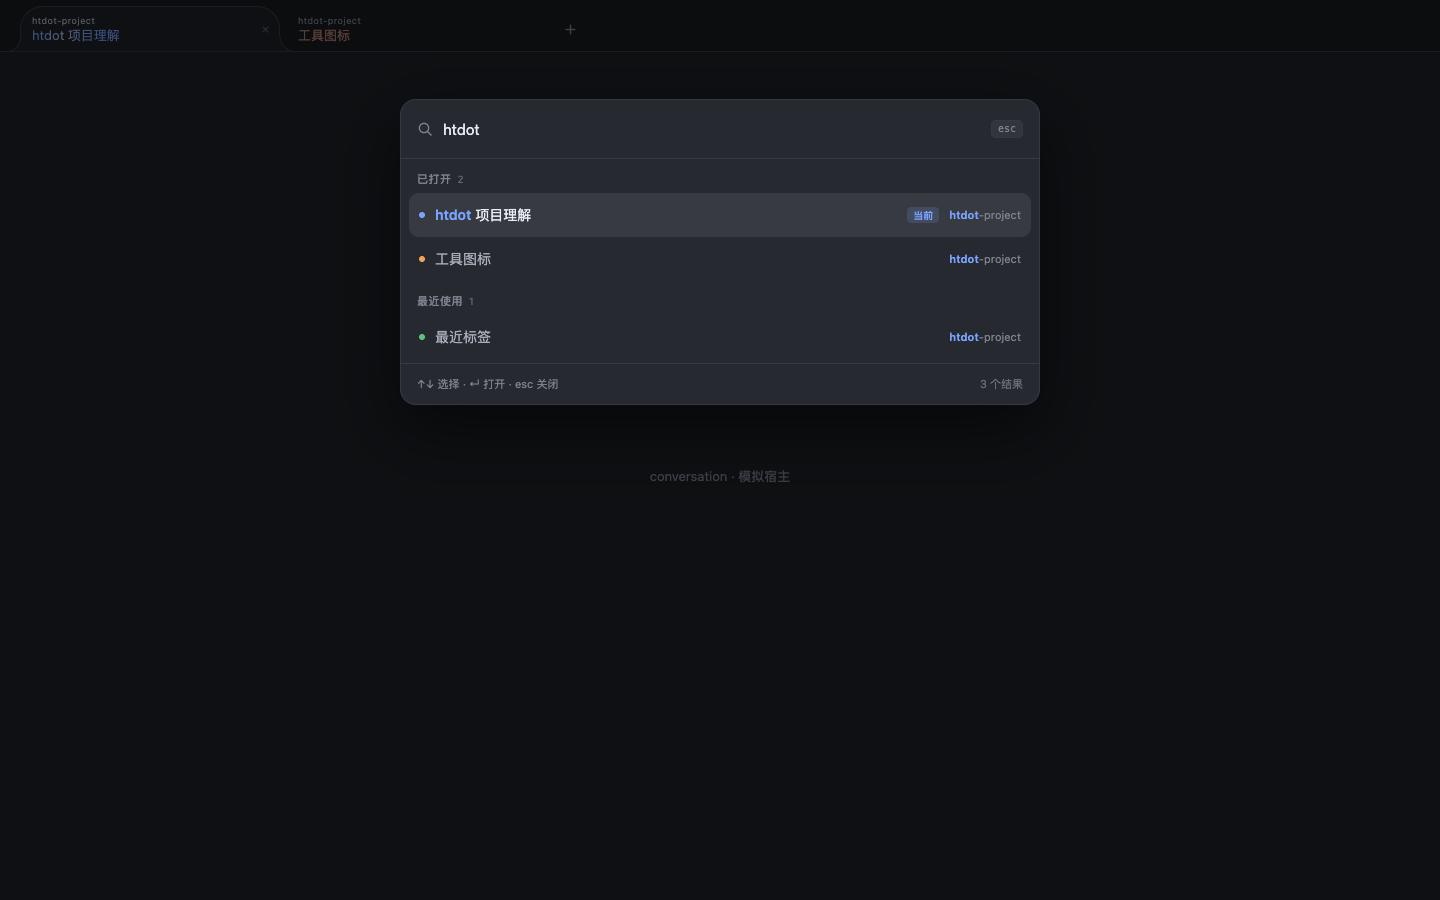 htdot-project
htdot 项目理解
×
htdot-project
工具图标
+
htdot
esc
已打开 2
htdot 项目理解 当前 htdot-project
工具图标 htdot-project
最近使用 1
最近标签 htdot-project
↑↓ 选择 · ↵ 打开 · esc 关闭 3 个结果
conversation · 模拟宿主